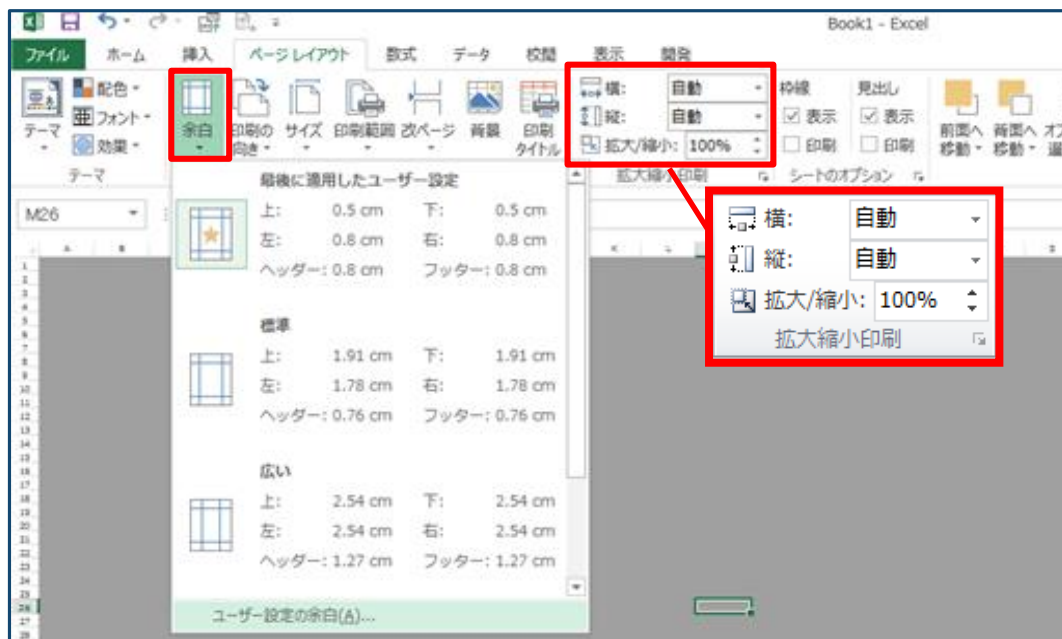 Book1 - Excel
ファイル ホーム 挿入 ページレイアウト 数式 データ 校閲 表示 開発
テーマ
配色
フォント
効果
テーマ
余白
印刷の
向き
サイズ
印刷範囲
改ページ
背景
印刷
タイトル
横: 自動
縦: 自動
拡大/縮小: 100%
拡大縮小印刷
枠線 見出し
表示 表示
印刷 印刷
シートのオプション
前面へ
移動
背面へ
移動
M26
最後に適用したユーザー設定
上: 0.5 cm 下: 0.5 cm
左: 0.8 cm 右: 0.8 cm
ヘッダー: 0.8 cm フッター: 0.8 cm
標準
上: 1.91 cm 下: 1.91 cm
左: 1.78 cm 右: 1.78 cm
ヘッダー: 0.76 cm フッター: 0.76 cm
広い
上: 2.54 cm 下: 2.54 cm
左: 2.54 cm 右: 2.54 cm
ヘッダー: 1.27 cm フッター: 1.27 cm
ユーザー設定の余白(A)...
横: 自動
縦: 自動
拡大/縮小: 100%
拡大縮小印刷